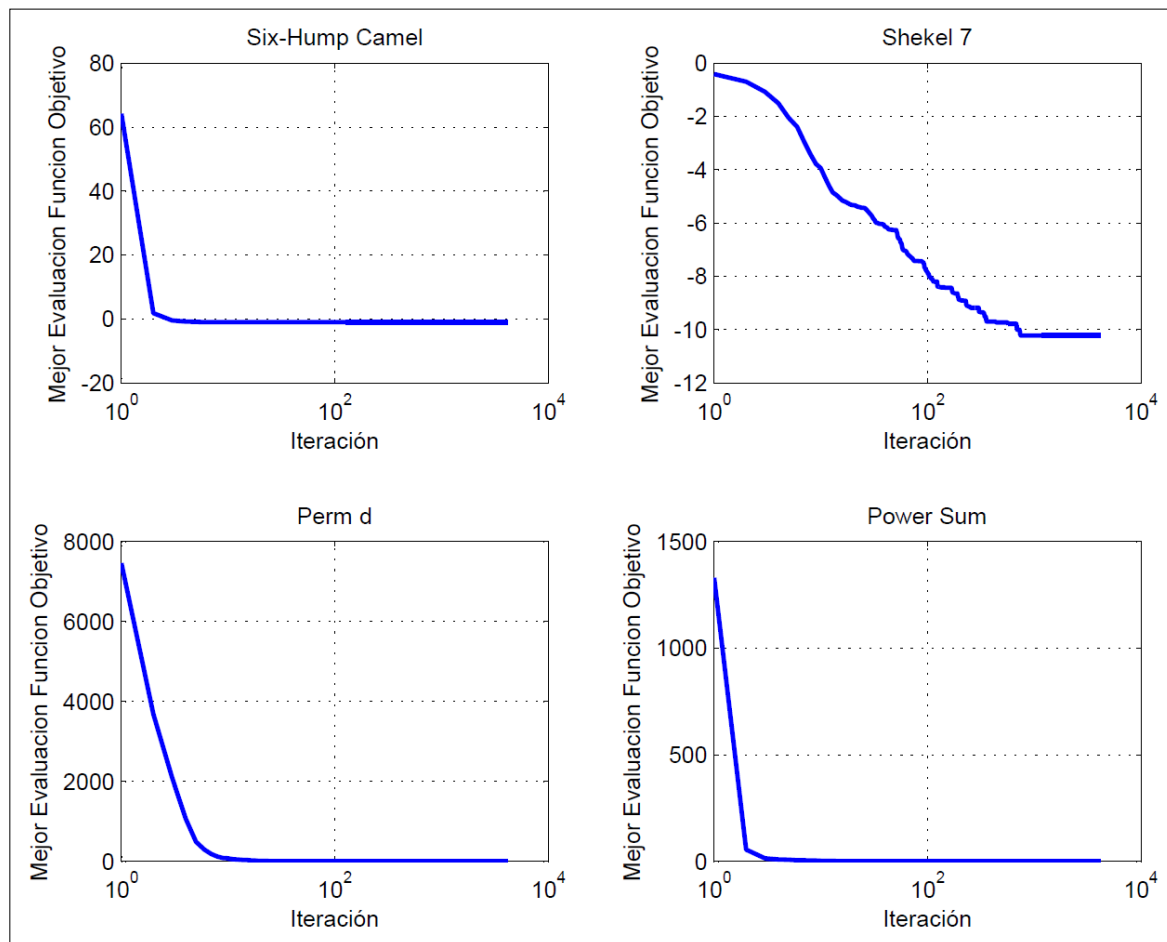 Six-Hump Camel
Mejor Evaluacion Funcion Objetivo
80
60
40
20
0
-20
10^0
10^2
10^4
Iteración
Shekel 7
Mejor Evaluacion Funcion Objetivo
0
-2
-4
-6
-8
-10
-12
10^0
10^2
10^4
Iteración
Perm d
Mejor Evaluacion Funcion Objetivo
8000
6000
4000
2000
0
10^0
10^2
10^4
Iteración
Power Sum
Mejor Evaluacion Funcion Objetivo
1500
1000
500
0
10^0
10^2
10^4
Iteración